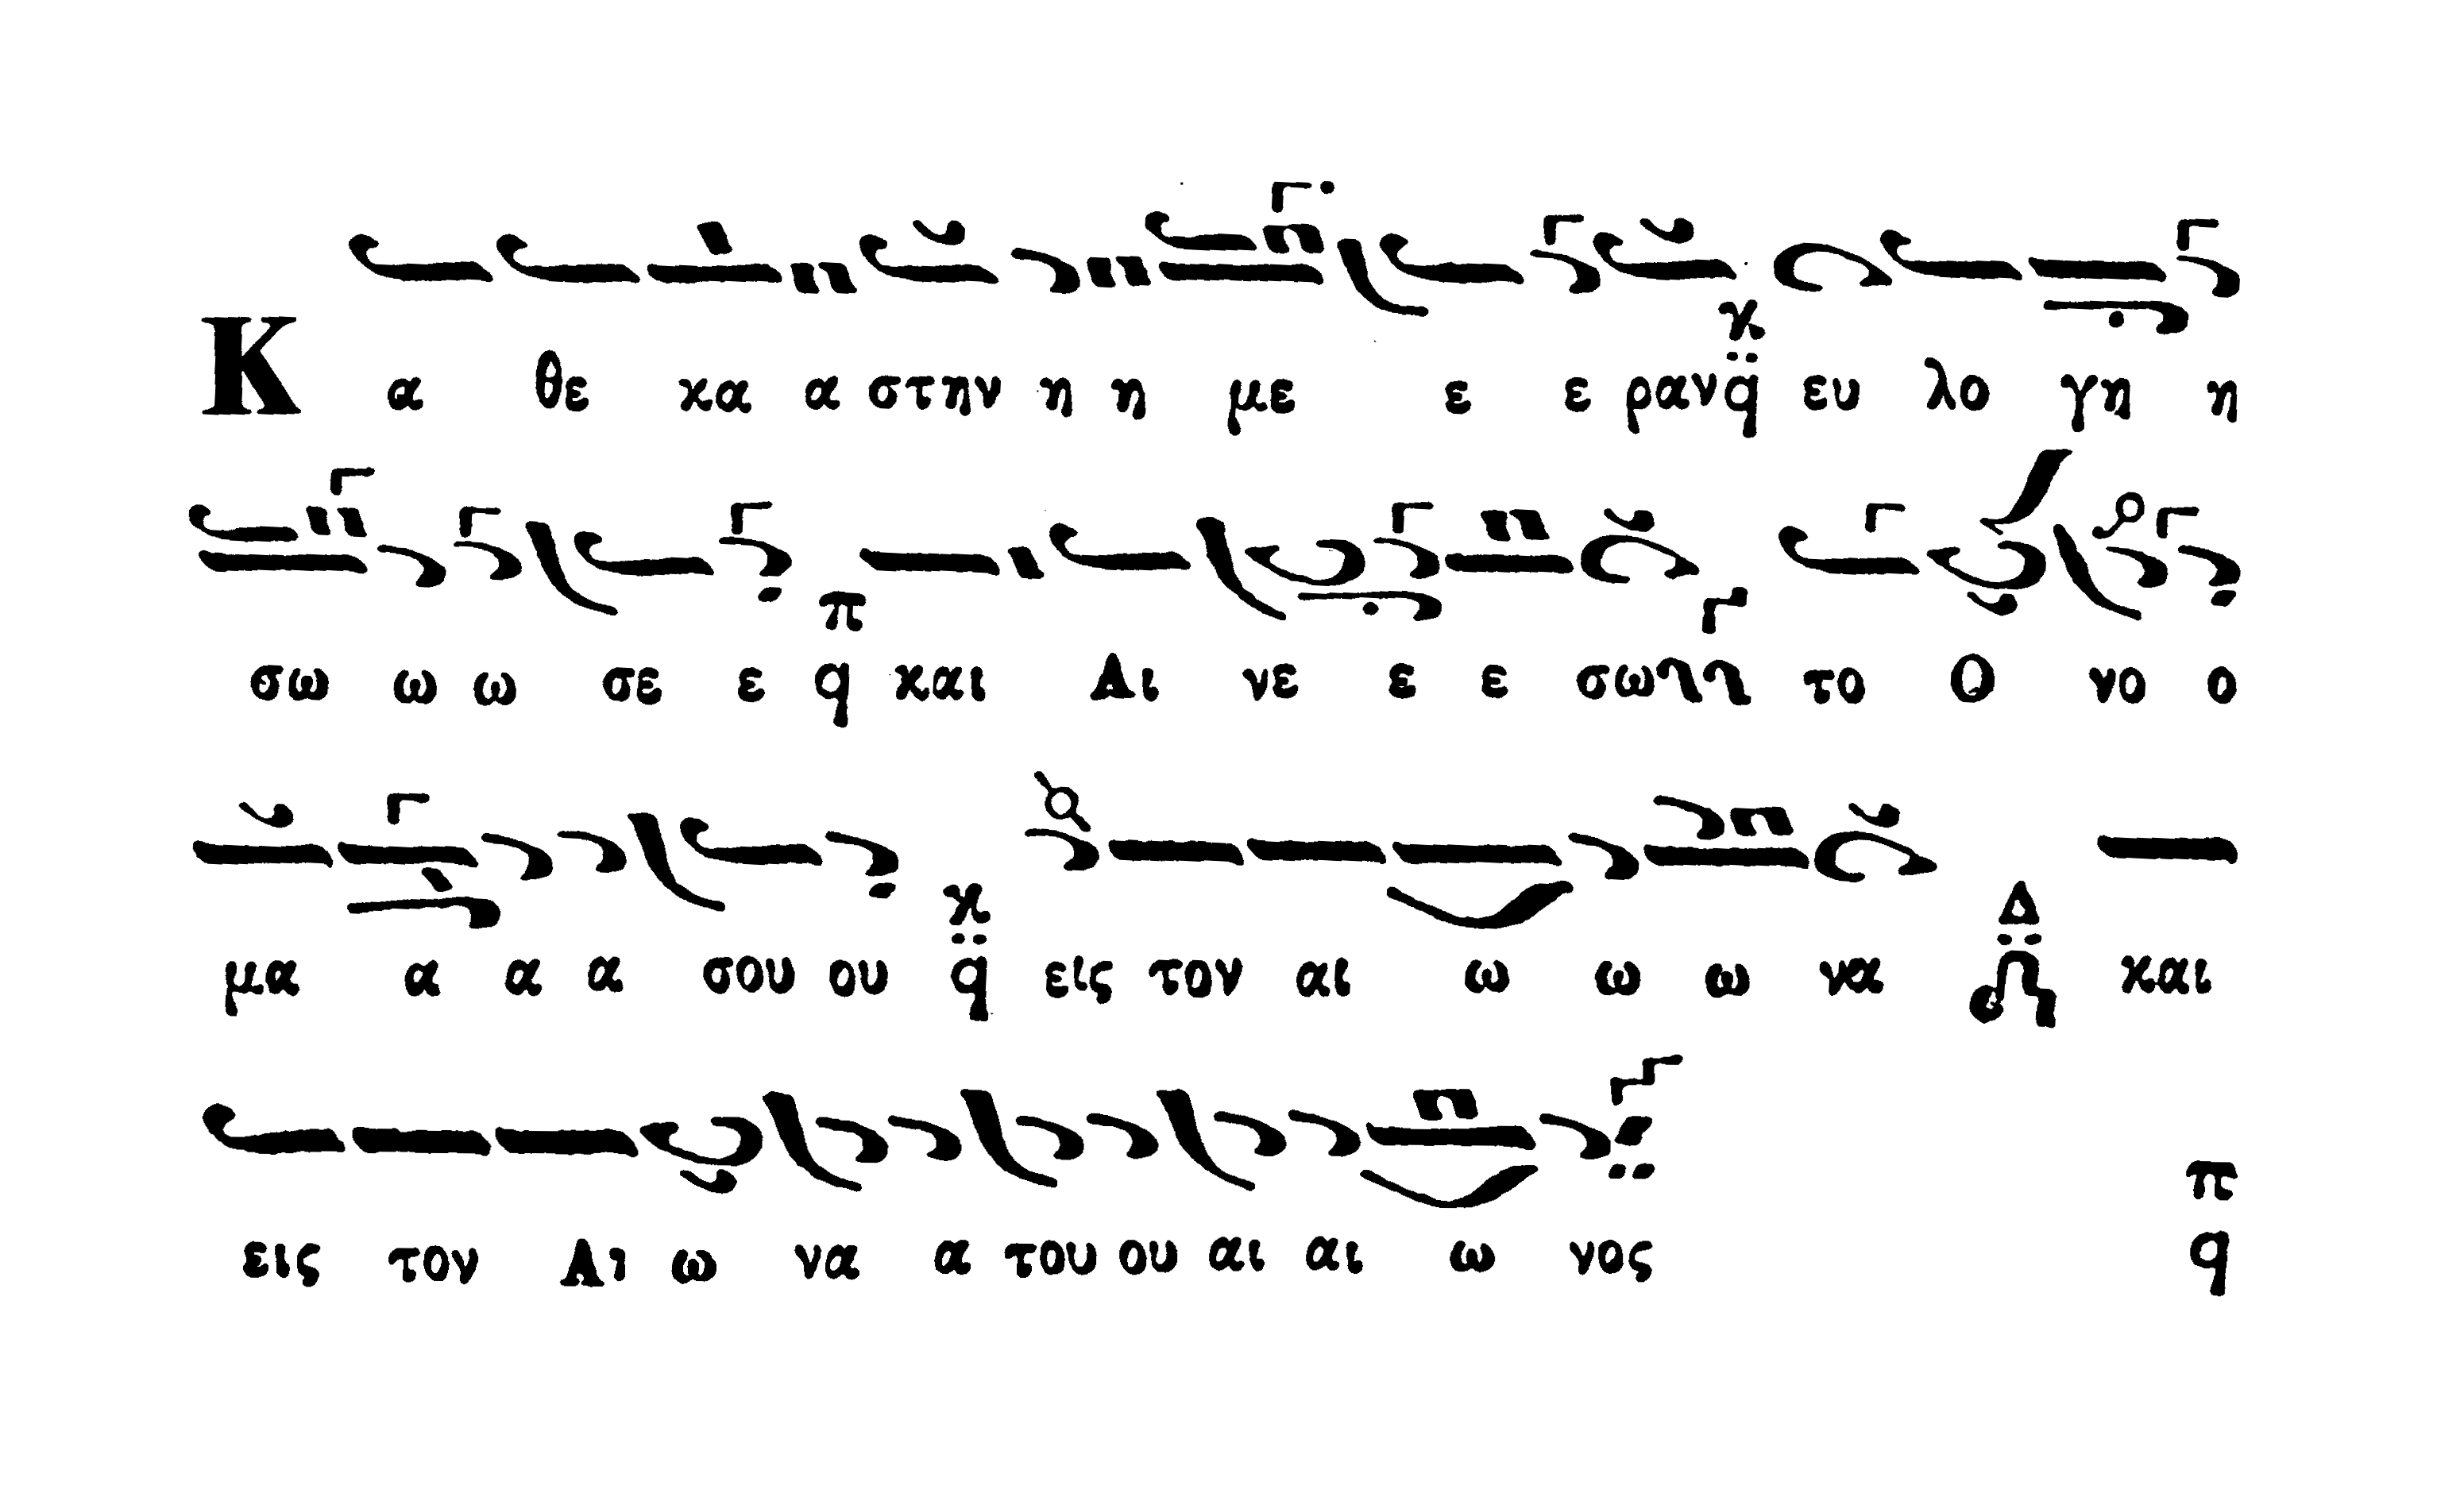 Κ α θε κα α στην η η με ε ε ραν ευ λο γη η
σω ω ω σε ε π και Αι νε ε ε σω το Ο νο ο
μα α α α σου ου εις τον αι ω ω ω να Δ και
εις τον Αι ω να α του ου αι αι ω νος π